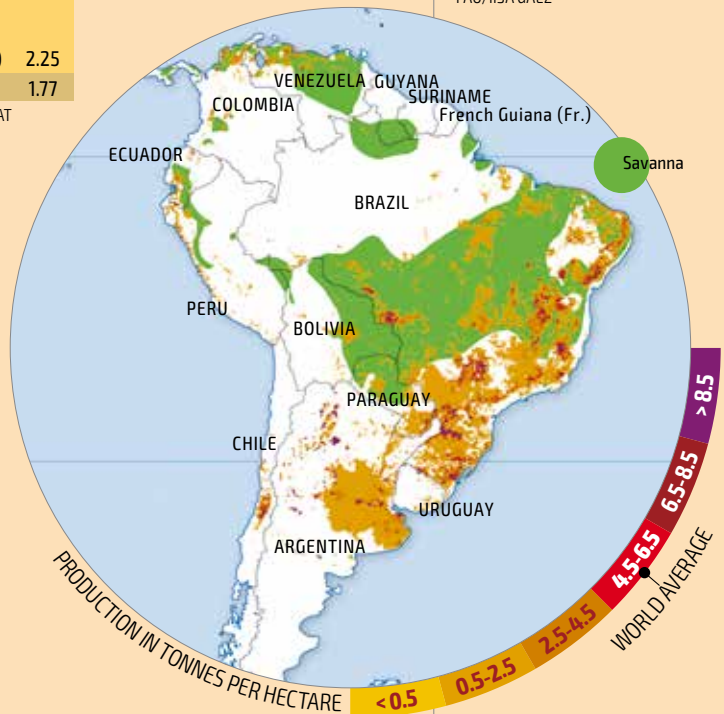 2.25
1.77
VENEZUELA
GUYANA
SURINAME
French Guiana (Fr.)
COLOMBIA
ECUADOR
Savanna
BRAZIL
PERU
BOLIVIA
PARAGUAY
CHILE
URUGUAY
ARGENTINA
PRODUCTION IN TONNES PER HECTARE
< 0.5
0.5-2.5
2.5-4.5
4.5-6.5
6.5-8.5
> 8.5
WORLD AVERAGE